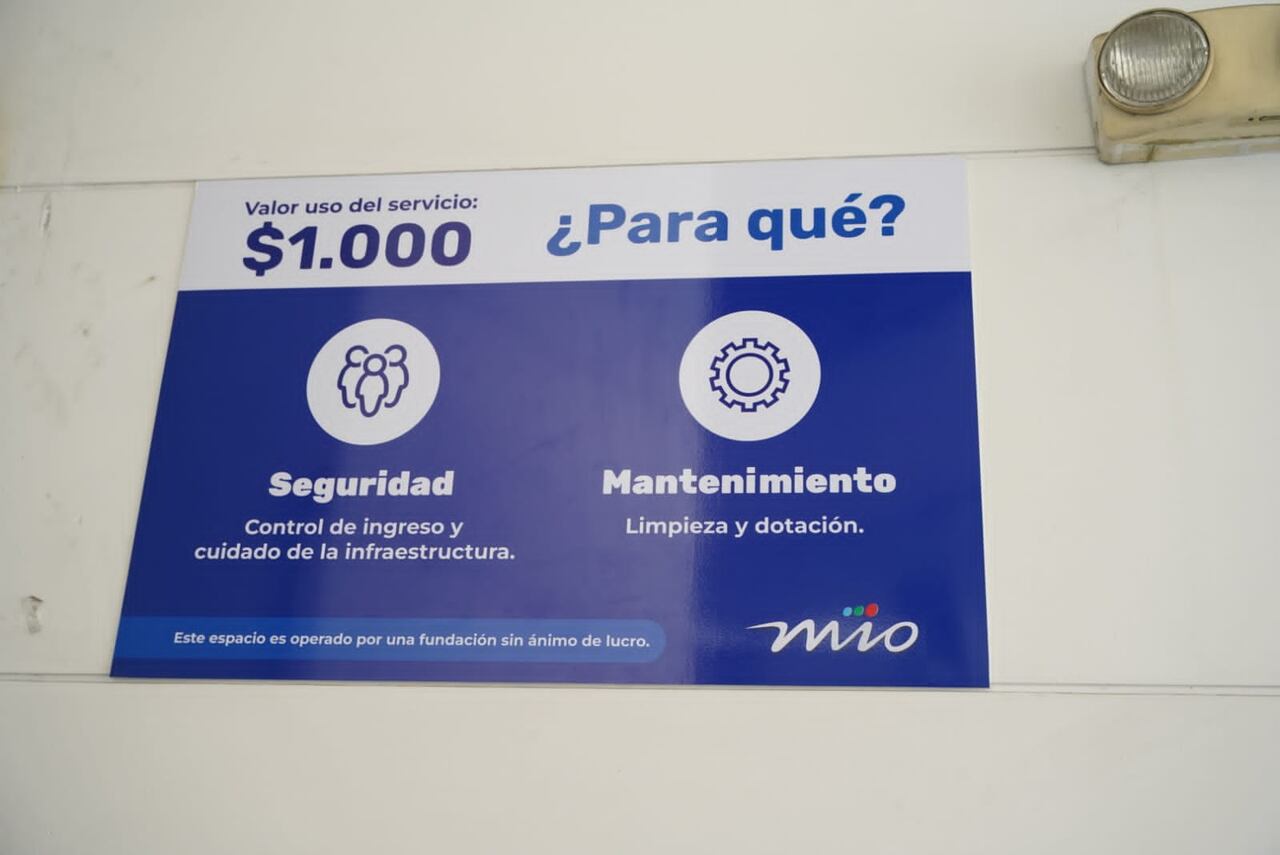 Valor uso del servicio:
$1.000
¿Para qué?
Seguridad
Control de ingreso y
cuidado de la infraestructura.
Mantenimiento
Limpieza y dotación.
Este espacio es operado por una fundación sin ánimo de lucro.
mio